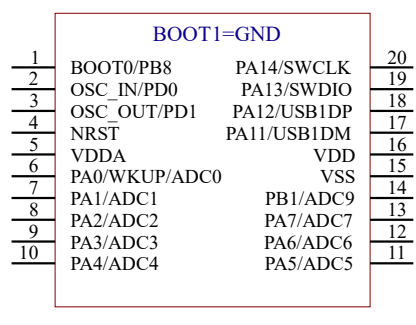 BOOT1=GND
1 BOOT0/PB8 PA14/SWCLK 20
2 OSC_IN/PD0 PA13/SWDIO 19
3 OSC_OUT/PD1 PA12/USB1DP 18
4 NRST PA11/USB1DM 17
5 VDDA VDD 16
6 PA0/WKUP/ADC0 VSS 15
7 PA1/ADC1 PB1/ADC9 14
8 PA2/ADC2 PA7/ADC7 13
9 PA3/ADC3 PA6/ADC6 12
10 PA4/ADC4 PA5/ADC5 11